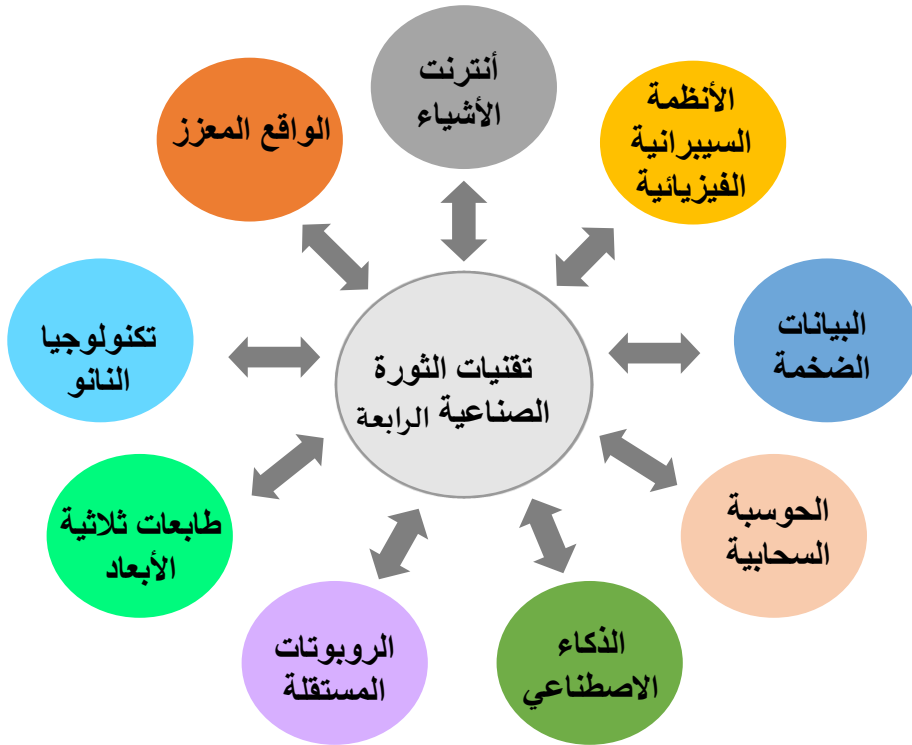 أنترنت
الأشياء
الأنظمة
السيبرانية
الفيزيائية
الواقع المعزز
البيانات
الضخمة
تكنولوجيا
النانو
تقنيات الثورة
الصناعية الرابعة
الحوسبة
السحابية
طابعات ثلاثية
الأبعاد
الذكاء
الاصطناعي
الروبوتات
المستقلة